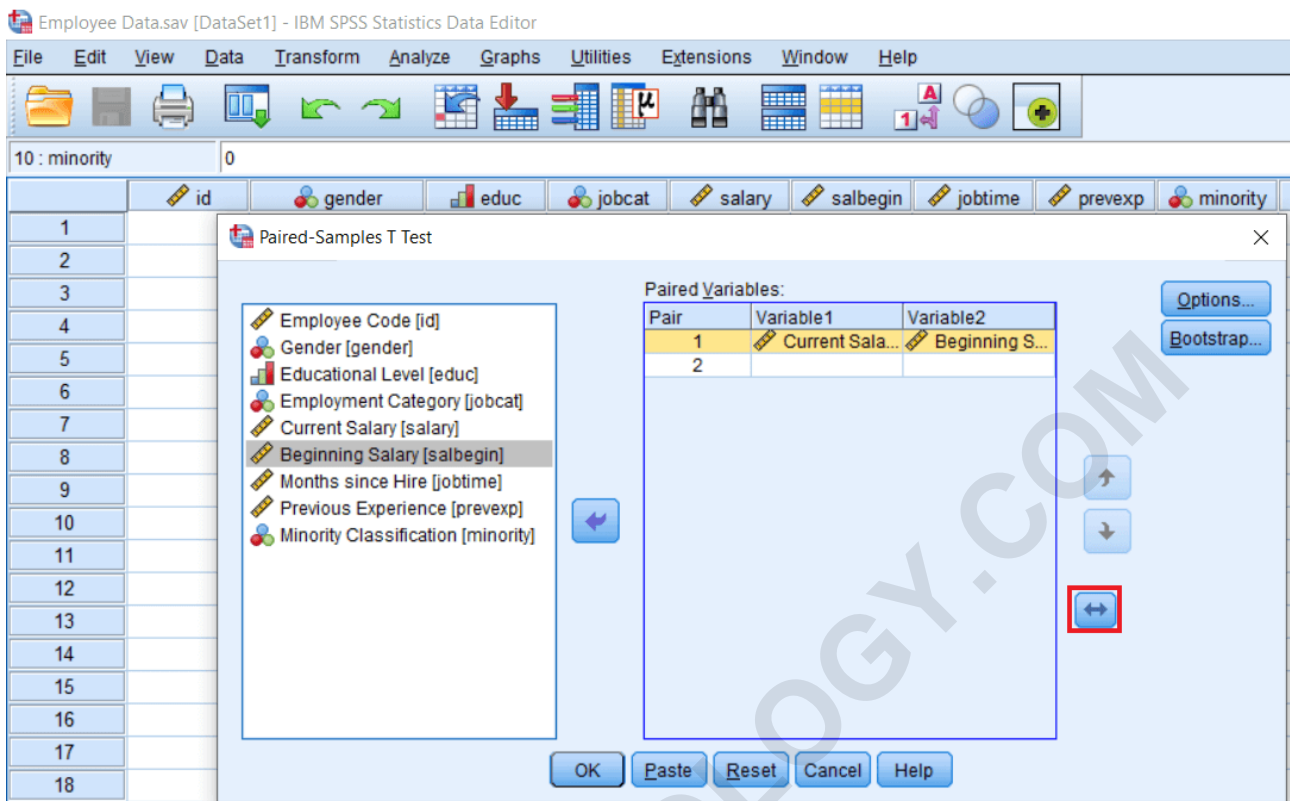 Employee Data.sav [DataSet1] - IBM SPSS Statistics Data Editor
File Edit View Data Transform Analyze Graphs Utilities Extensions Window Help
μ
A
1
10 : minority 0
id gender educ jobcat salary salbegin jobtime prevexp minority
1
2
3
4
5
6
7
8
9
10
11
12
13
14
15
16
17
18
Paired-Samples T Test
Employee Code [id]
Gender [gender]
Educational Level [educ]
Employment Category [jobcat]
Current Salary [salary]
Beginning Salary [salbegin]
Months since Hire [jobtime]
Previous Experience [prevexp]
Minority Classification [minority]
Paired Variables:
Pair Variable1 Variable2
1 Current Sala... Beginning S...
2
Options...
Bootstrap...
OK Paste Reset Cancel Help
OLOGY.COM